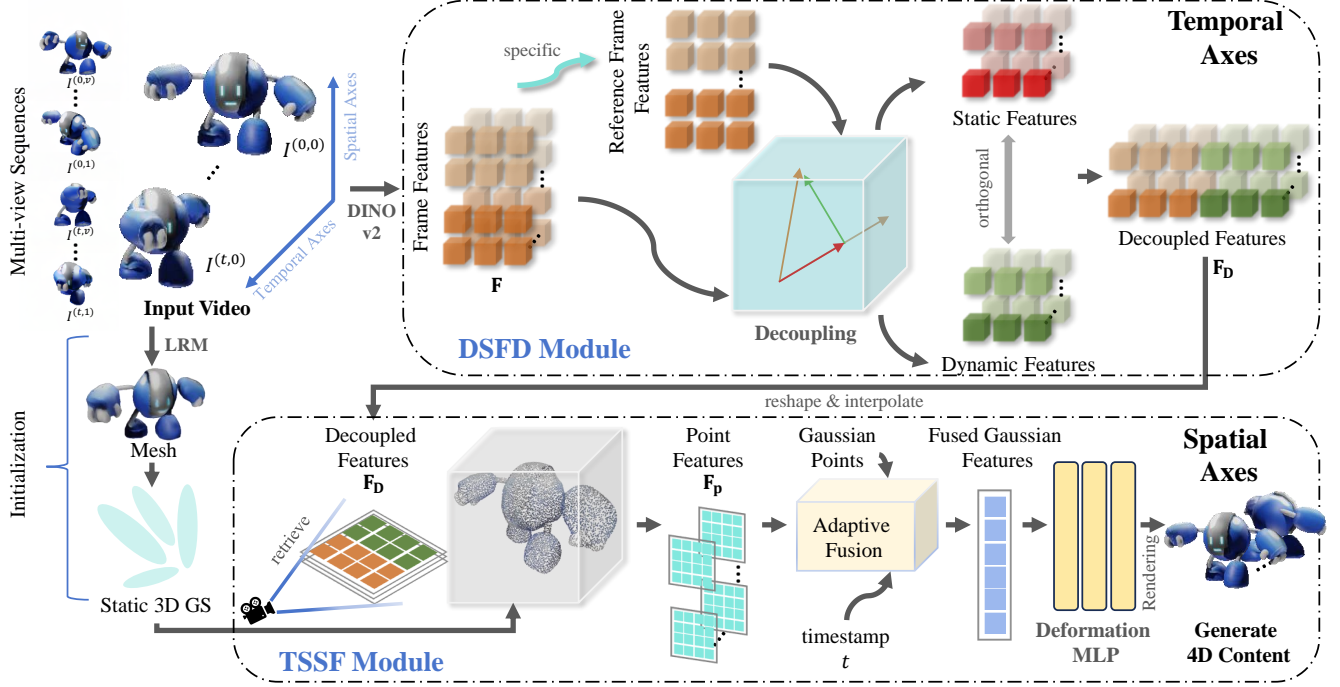 Multi-view Sequences
I^(0,v)
I^(0,1)
I^(t,v)
I^(t,1)
I^(0,0)
I^(t,0)
Input Video
Spatial Axes
Temporal Axes
DINO
v2
LRM
Mesh
Static 3D GS
Initialization
Temporal
Axes
Frame Features
F
specific
Reference Frame
Features
Decoupling
DSFD Module
Static Features
orthogonal
Dynamic Features
Decoupled Features
F_D
reshape & interpolate
Spatial
Axes
Decoupled
Features
F_D
retrieve
TSSF Module
Point
Features
F_p
Gaussian
Points
Adaptive
Fusion
timestamp
t
Fused Gaussian
Features
Deformation
MLP
Rendering
Generate
4D Content